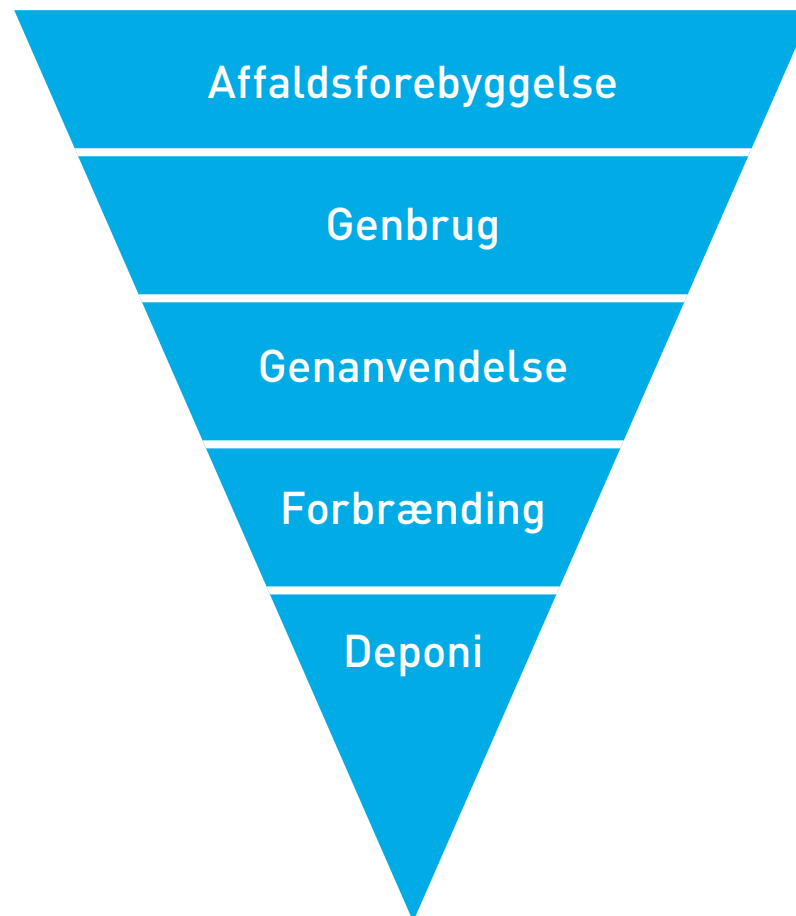 Affaldsforebyggelse
Genbrug
Genanvendelse
Forbrænding
Deponi